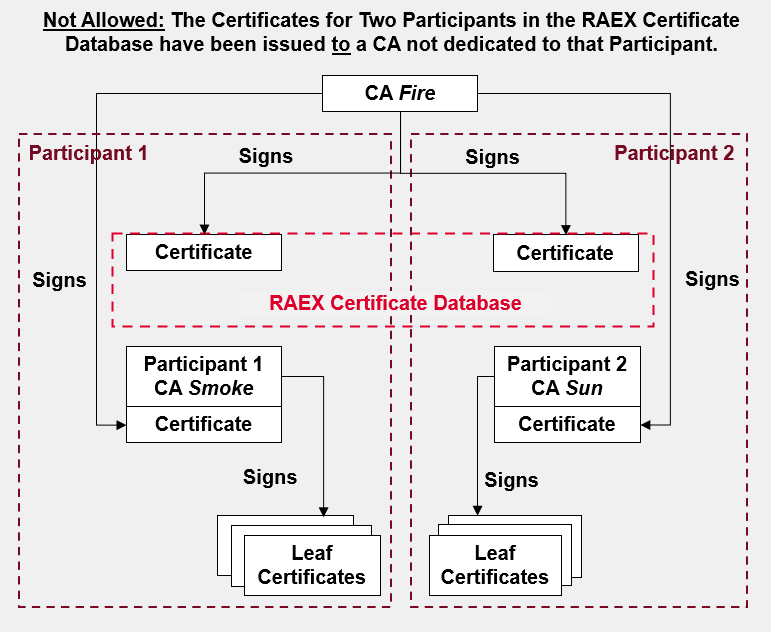 Not Allowed: The Certificates for Two Participants in the RAEX Certificate
Database have been issued to a CA not dedicated to that Participant.
CA Fire
Participant 1
Signs
Signs
Participant 2
Certificate
Certificate
Signs
Signs
RAEX Certificate Database
Participant 1
CA Smoke
Certificate
Participant 2
CA Sun
Certificate
Signs
Signs
Leaf
Certificates
Leaf
Certificates